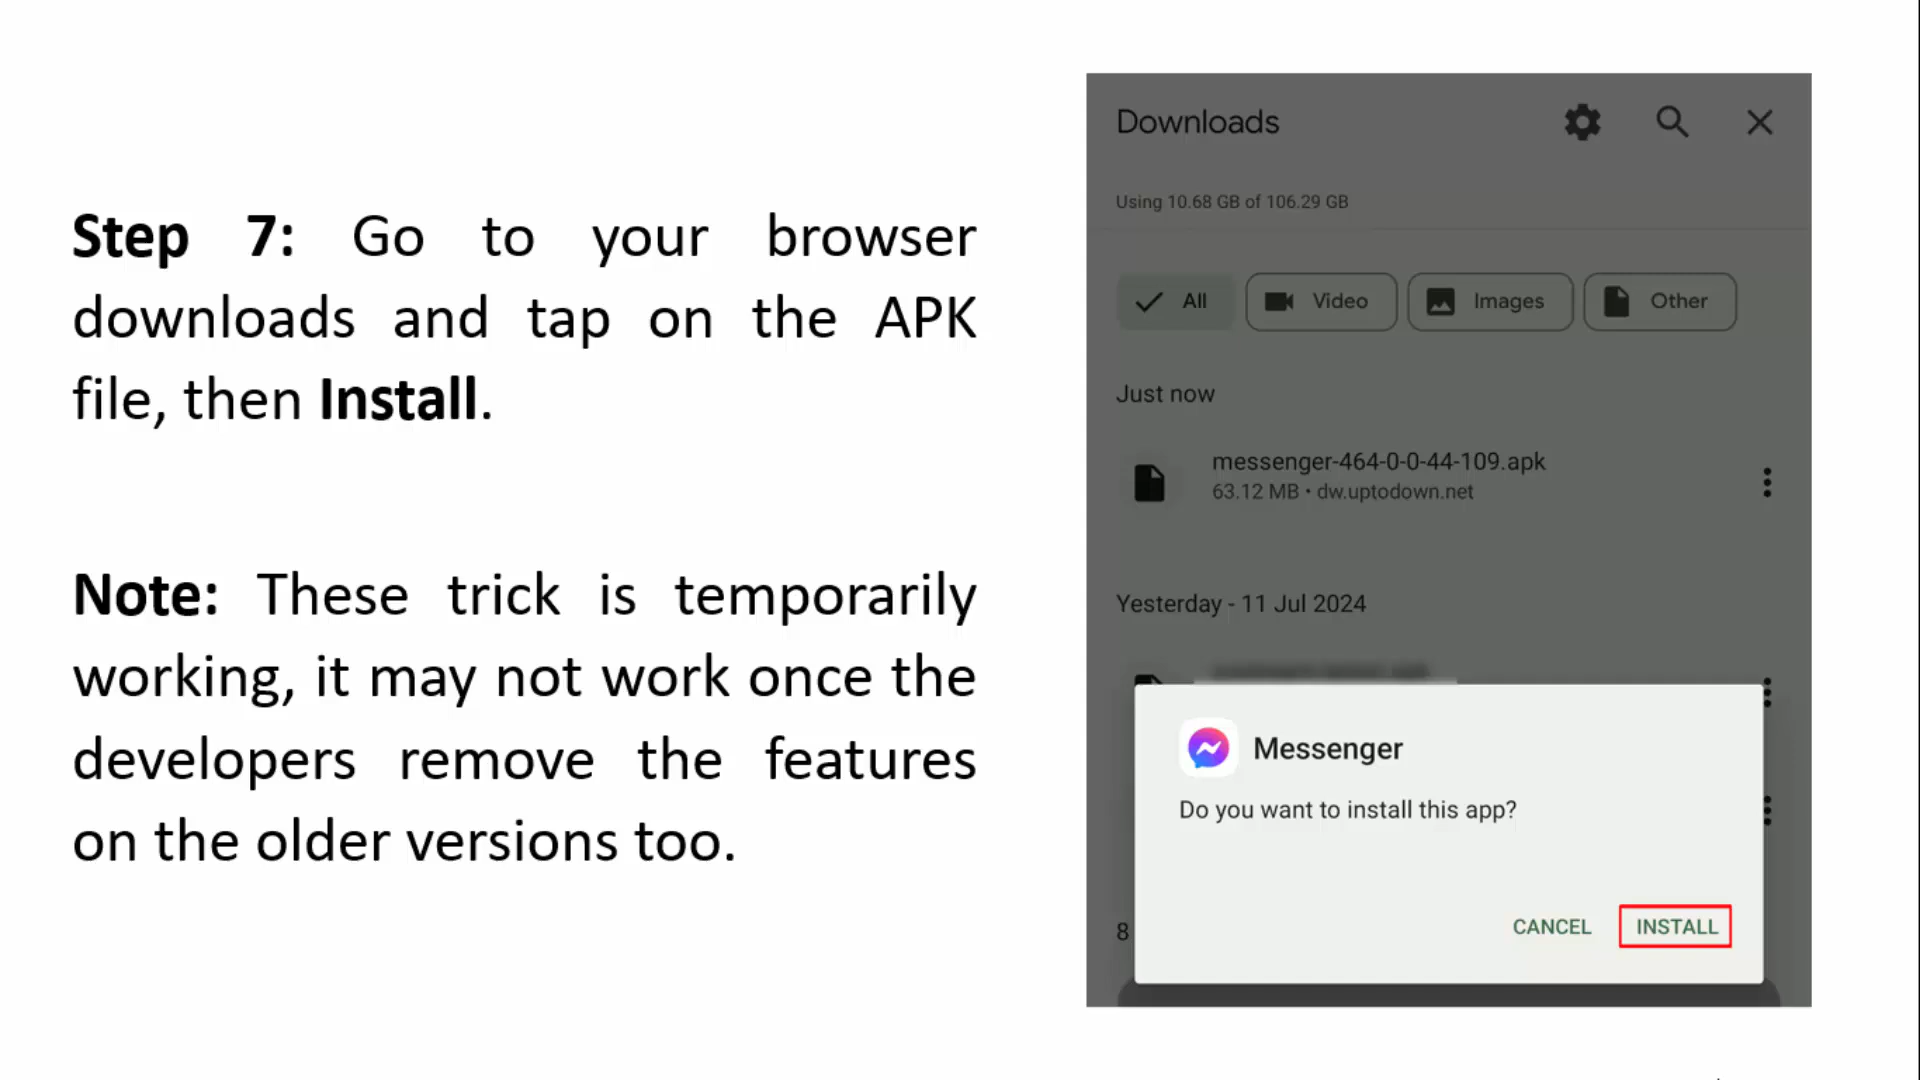 Step 7: Go to your browser
downloads and tap on the APK
file, then Install.
Note: These trick is temporarily
working, it may not work once the
developers remove the features
on the older versions too.
Downloads
Using 10.68 GB of 106.29 GB
All Video Images Other
Just now
messenger-464-0-0-44-109.apk
63.12 MB • dw.uptodown.net
Yesterday - 11 Jul 2024
Messenger
Do you want to install this app?
8
CANCEL INSTALL